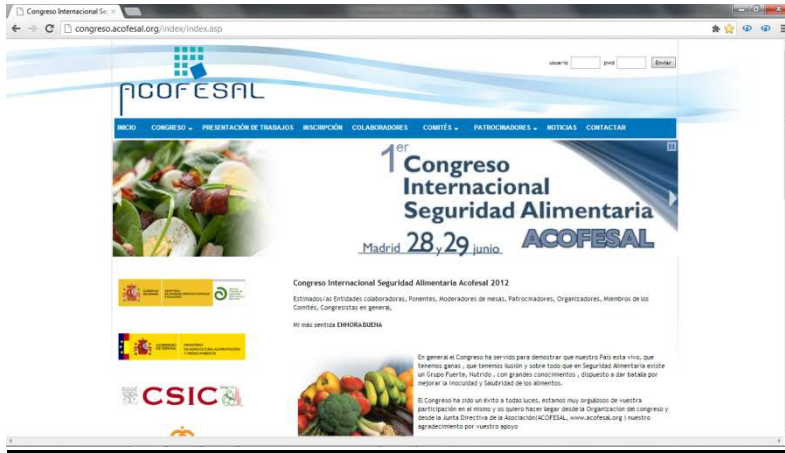 Congreso Internacional Se
congreso.acofesal.org/index/index.asp
usuario pwd Enviar
ACOFESAL
INICIO CONGRESO PRESENTACIÓN DE TRABAJOS INSCRIPCIÓN COLABORADORES COMITÉS PATROCINADORES NOTICIAS CONTACTAR
1er Congreso
Internacional
Seguridad Alimentaria
Madrid 28 y 29 junio ACOFESAL
Congreso Internacional Seguridad Alimentaria Acofesal 2012
Estimados/as Entidades colaboradoras, Ponentes, Moderadores de mesas, Patrocinadores, Organizadores, Miembros de los
Comités, Congresistas en general,
Mi más sentida ENHORABUENA
GOBIERNO DE ESPAÑA
CSIC
En general el Congreso ha servido para demostrar que nuestro País esta vivo, que
tenemos ganas , que tenemos ilusión y sobre todo que en Seguridad Alimentaria existe
un Grupo Fuerte, Nutrido , con grandes conocimientos , dispuesto a dar batalla por
mejorar la inocuidad y Salubridad de los alimentos.
El Congreso ha sido un éxito a todas luces, estamos muy orgullosos de vuestra
participación en el mismo y os quiero hacer llegar desde la Organizacion del congreso y
desde la Junta Directiva de la Asociación(ACOFESAL, www.acofesal.org ) nuestro
agradecimiento por vuestro apoyo